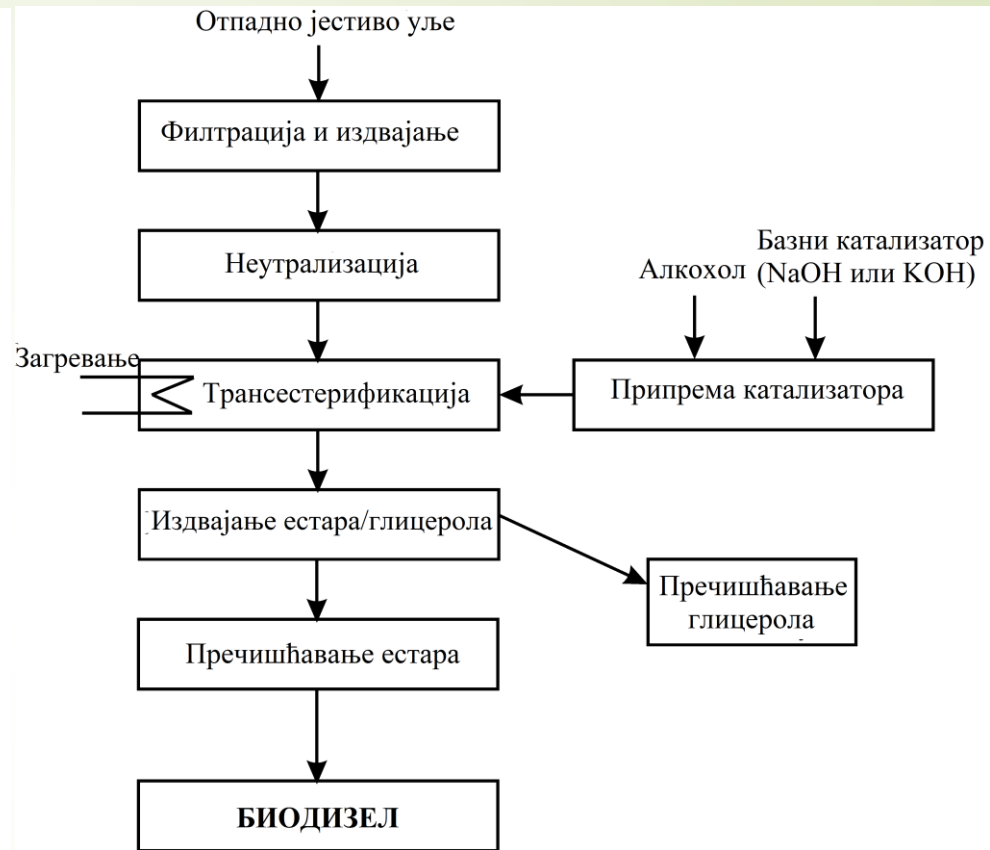 Отпадно јестиво уље
Филтрација и издвајање
Неутрализација
Базни катализатор
Алкохол (NaOH или KOH)
Загревање
Трансестерификација
Припрема катализатора
Издвајање естара/глицерола
Пречишћавање
глицерола
Пречишћавање естара
БИОДИЗЕЛ